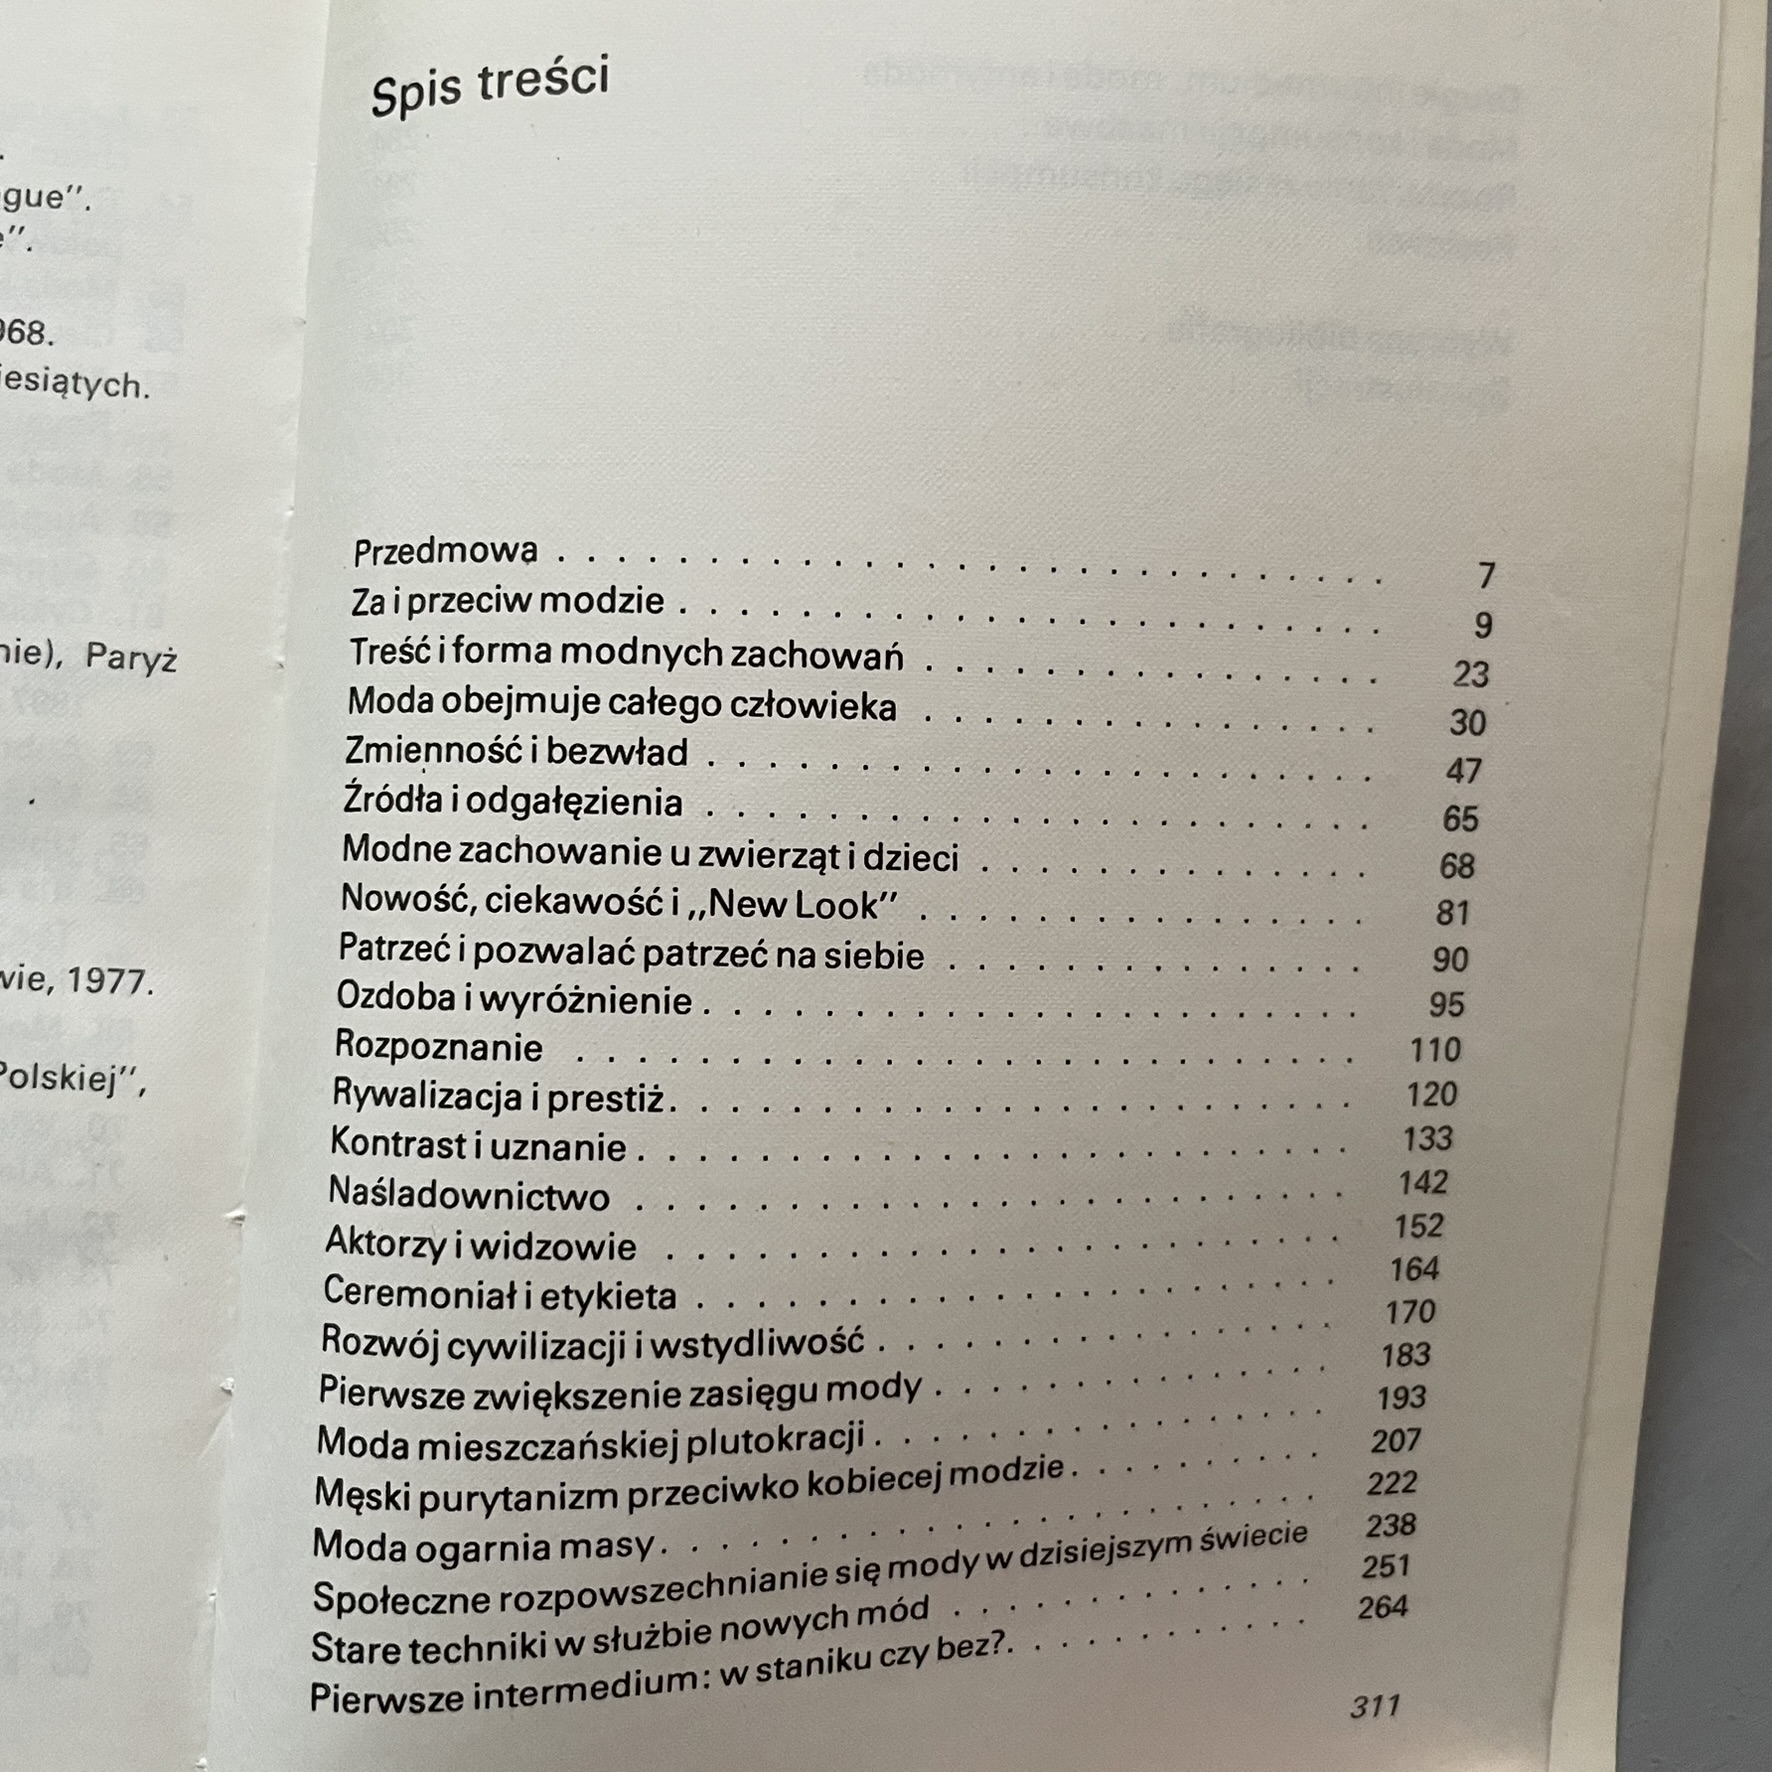 gue".
68.
iesiątych.
nie), Paryż
wie, 1977.
Polskiej",
Spis treści
Przedmowa . . . . . . . . . . . . . . . . . . . . . . . . . . . 7
Za i przeciw modzie . . . . . . . . . . . . . . . . . . . . . . . 9
Treść i forma modnych zachowań . . . . . . . . . . . . . . . 23
Moda obejmuje całego człowieka . . . . . . . . . . . . . . . 30
Zmienność i bezwład . . . . . . . . . . . . . . . . . . . . . . 47
Źródła i odgałęzienia . . . . . . . . . . . . . . . . . . . . . . 65
Modne zachowanie u zwierząt i dzieci . . . . . . . . . . . . . 68
Nowość, ciekawość i „New Look” . . . . . . . . . . . . . . . 81
Patrzeć i pozwalać patrzeć na siebie . . . . . . . . . . . . . . 90
Ozdoba i wyróżnienie . . . . . . . . . . . . . . . . . . . . . . 95
Rozpoznanie . . . . . . . . . . . . . . . . . . . . . . . . . . 110
Rywalizacja i prestiż . . . . . . . . . . . . . . . . . . . . . . . 120
Kontrast i uznanie . . . . . . . . . . . . . . . . . . . . . . . . 133
Naśladownictwo . . . . . . . . . . . . . . . . . . . . . . . . 142
Aktorzy i widzowie . . . . . . . . . . . . . . . . . . . . . . . 152
Ceremoniał i etykieta . . . . . . . . . . . . . . . . . . . . . . 164
Rozwój cywilizacji i wstydliwość . . . . . . . . . . . . . . . . 170
Pierwsze zwiększenie zasięgu mody . . . . . . . . . . . . . . 183
Moda mieszczańskiej plutokracji . . . . . . . . . . . . . . . . 193
Męski purytanizm przeciwko kobiecej modzie . . . . . . . . . 207
Moda ogarnia masy . . . . . . . . . . . . . . . . . . . . . . . 222
Społeczne rozpowszechnianie się mody w dzisiejszym świecie 238
Stare techniki w służbie nowych mód . . . . . . . . . . . . . 251
Pierwsze intermedium: w staniku czy bez? . . . . . . . . . . . 264
311